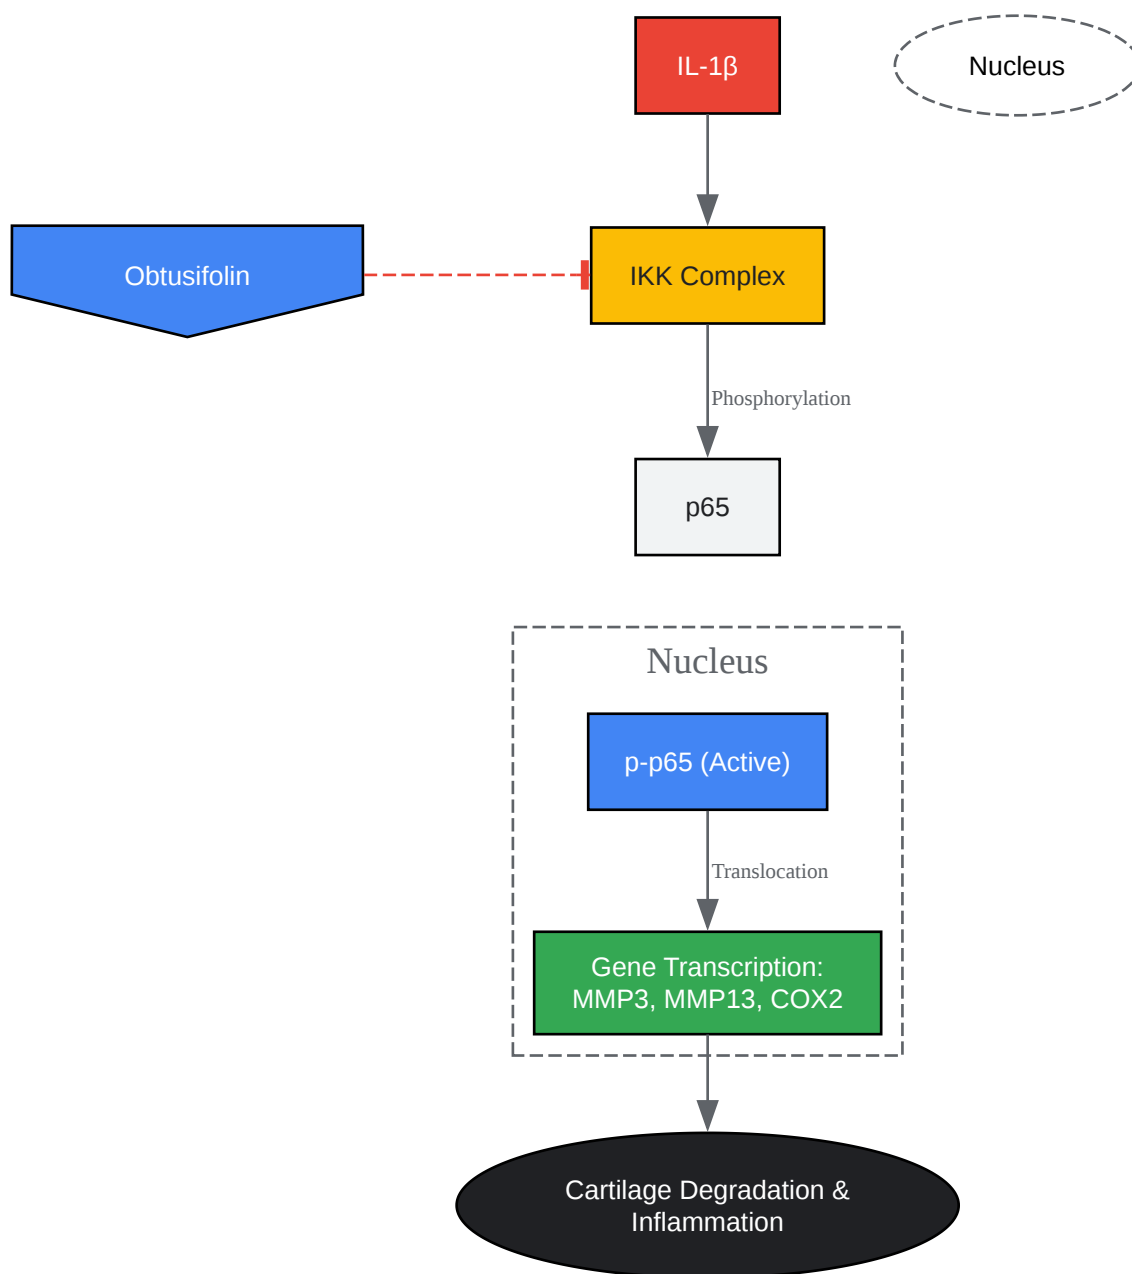 IL-1β
Nucleus
Obtusifolin
IKK Complex
Phosphorylation
p65
Nucleus
p-p65 (Active)
Translocation
Gene Transcription:
MMP3, MMP13, COX2
Cartilage Degradation &
Inflammation